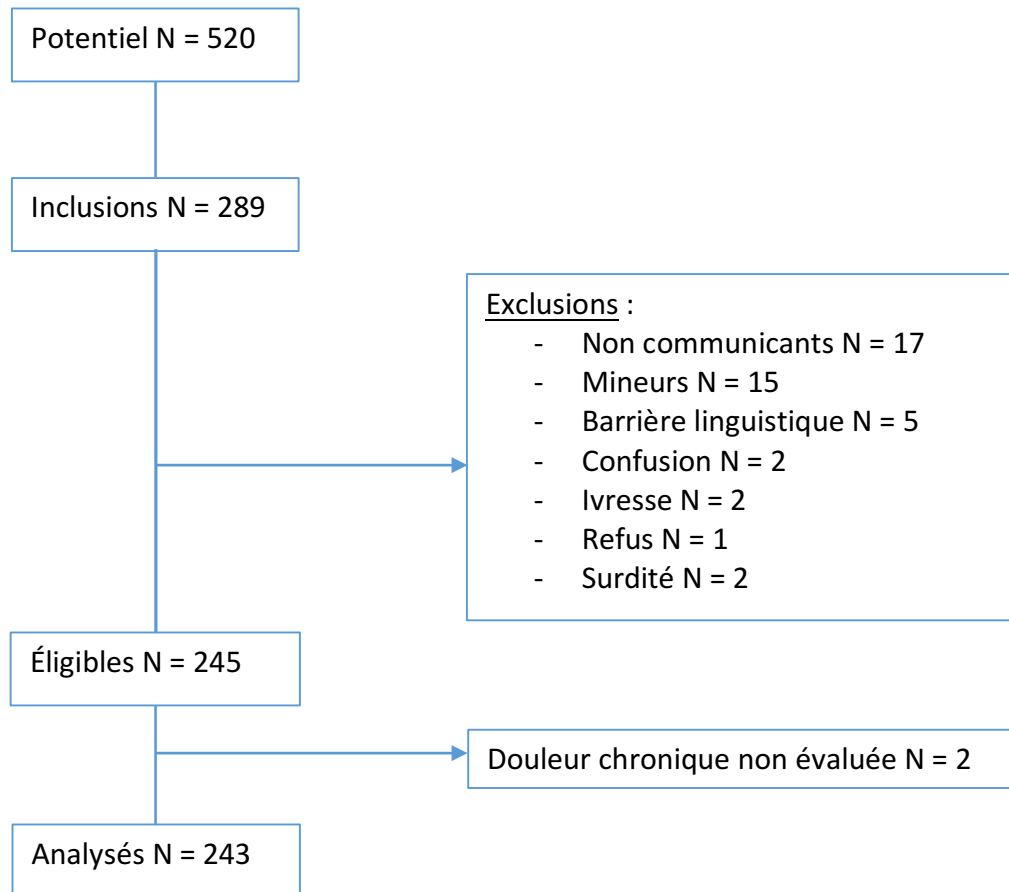 Potentiel N = 520
Inclusions N = 289
Exclusions :
- Non communicants N = 17
- Mineurs N = 15
- Barrière linguistique N = 5
- Confusion N = 2
- Ivresse N = 2
- Refus N = 1
- Surdité N = 2
Éligibles N = 245
Douleur chronique non évaluée N = 2
Analysés N = 243